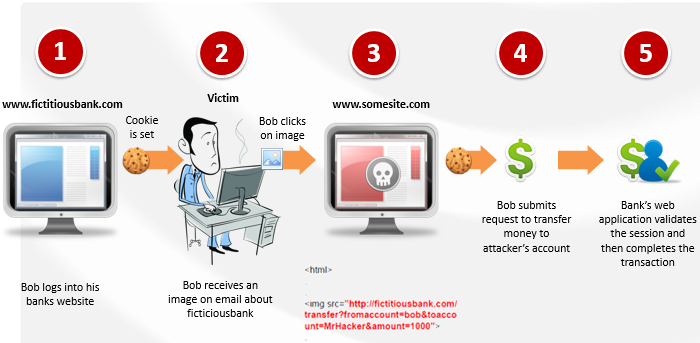 1
2
3
4
5
www.fictitiousbank.com
Cookie
is set
Victim
Bob clicks
on image
www.somesite.com
Bob logs into his
banks website
Bob receives an
image on email about
ficticiousbank
<html>
.
.
<img src="http://fictitiousbank.com/
transfer?fromaccount=bob&toacco
unt=MrHacker&amount=1000">
.
Bob submits
request to transfer
money to
attacker's account
Bank's web
application validates
the session and
then completes the
transaction